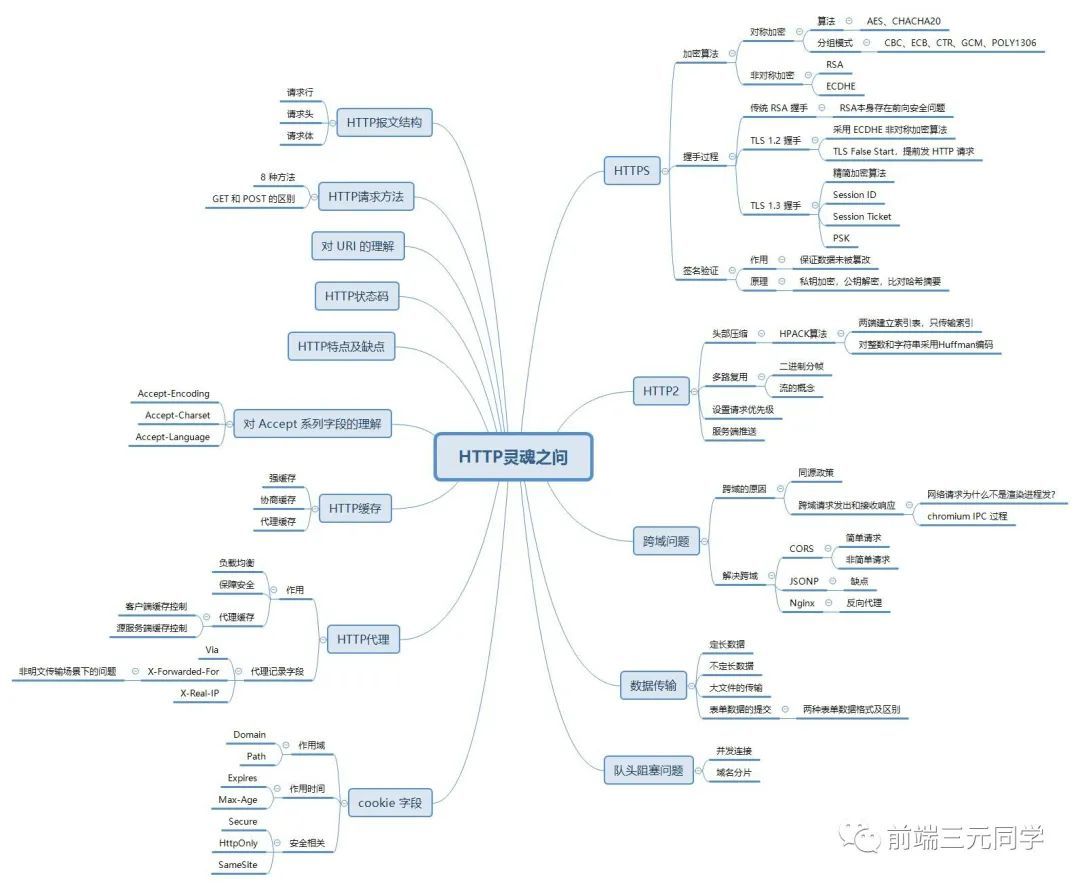 HTTP灵魂之问
HTTP报文结构
请求行
请求头
请求体
HTTP请求方法
8 种方法
GET 和 POST 的区别
对 URI 的理解
HTTP状态码
HTTP特点及缺点
对 Accept 系列字段的理解
Accept-Encoding
Accept-Charset
Accept-Language
HTTP缓存
强缓存
协商缓存
代理缓存
HTTP代理
作用
负载均衡
保障安全
代理缓存
客户端缓存控制
源服务端缓存控制
代理记录字段
Via
X-Forwarded-For
非明文传输场景下的问题
X-Real-IP
cookie 字段
作用域
Domain
Path
作用时间
Expires
Max-Age
安全相关
Secure
HttpOnly
SameSite
HTTPS
加密算法
对称加密
算法
AES、CHACHA20
分组模式
CBC、ECB、CTR、GCM、POLY1306
非对称加密
RSA
ECDHE
握手过程
传统 RSA 握手
RSA本身存在前向安全问题
TLS 1.2 握手
采用 ECDHE 非对称加密算法
TLS False Start，提前发 HTTP 请求
TLS 1.3 握手
精简加密算法
Session ID
Session Ticket
PSK
签名验证
作用
保证数据未被篡改
原理
私钥加密，公钥解密，比对哈希摘要
HTTP2
头部压缩
HPACK算法
两端建立索引表，只传输索引
对整数和字符串采用Huffman编码
多路复用
二进制分帧
流的概念
设置请求优先级
服务端推送
跨域问题
跨域的原因
同源政策
跨域请求发出和接收响应
网络请求为什么不是渲染进程发？
chromium IPC 过程
解决跨域
CORS
简单请求
非简单请求
JSONP
缺点
Nginx
反向代理
数据传输
定长数据
不定长数据
大文件的传输
表单数据的提交
两种表单数据格式及区别
队头阻塞问题
并发连接
域名分片
前端三元同学